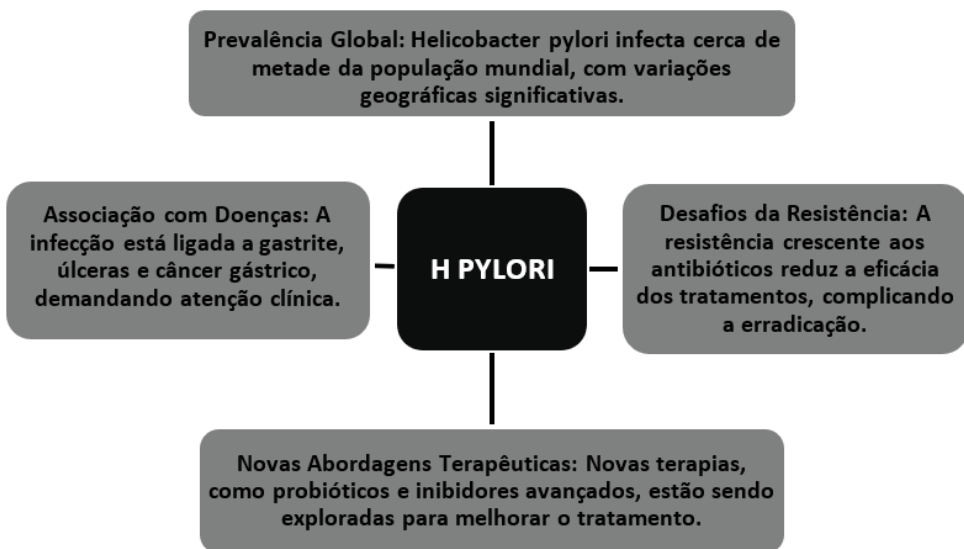 Prevalência Global: Helicobacter pylori infecta cerca de
metade da população mundial, com variações
geográficas significativas.
Associação com Doenças: A
infecção está ligada a gastrite,
úlceras e câncer gástrico,
demandando atenção clínica.
H PYLORI
Desafios da Resistência: A
resistência crescente aos
antibióticos reduz a eficácia
dos tratamentos, complicando
a erradicação.
Novas Abordagens Terapêuticas: Novas terapias,
como probióticos e inibidores avançados, estão sendo
exploradas para melhorar o tratamento.